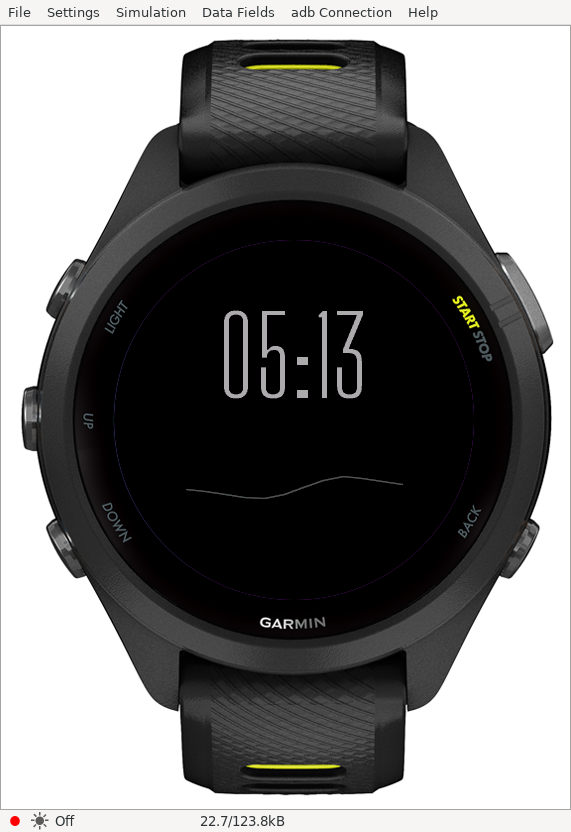 File Settings Simulation Data Fields adb Connection Help
LIGHT
START STOP
05:13
UP
DOWN
BACK
GARMIN
Off 22.7/123.8kB